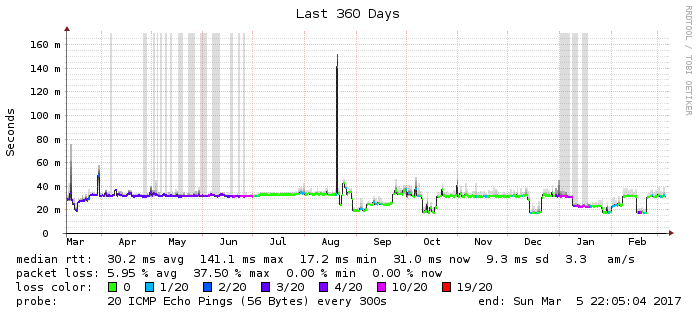 Last 360 Days
RRDTOOL / TOBI OETIKER
Seconds
160 m
140 m
120 m
100 m
80 m
60 m
40 m
20 m
0
Mar Apr May Jun Jul Aug Sep Oct Nov Dec Jan Feb
median rtt: 30.2 ms avg 141.1 ms max 17.2 ms min 31.0 ms now 9.3 ms sd 3.3 am/s
packet loss: 5.95 % avg 37.50 % max 0.00 % min 0.00 % now
loss color: 0 1/20 2/20 3/20 4/20 10/20 19/20
probe: 20 ICMP Echo Pings (56 Bytes) every 300s end: Sun Mar 5 22:05:04 2017